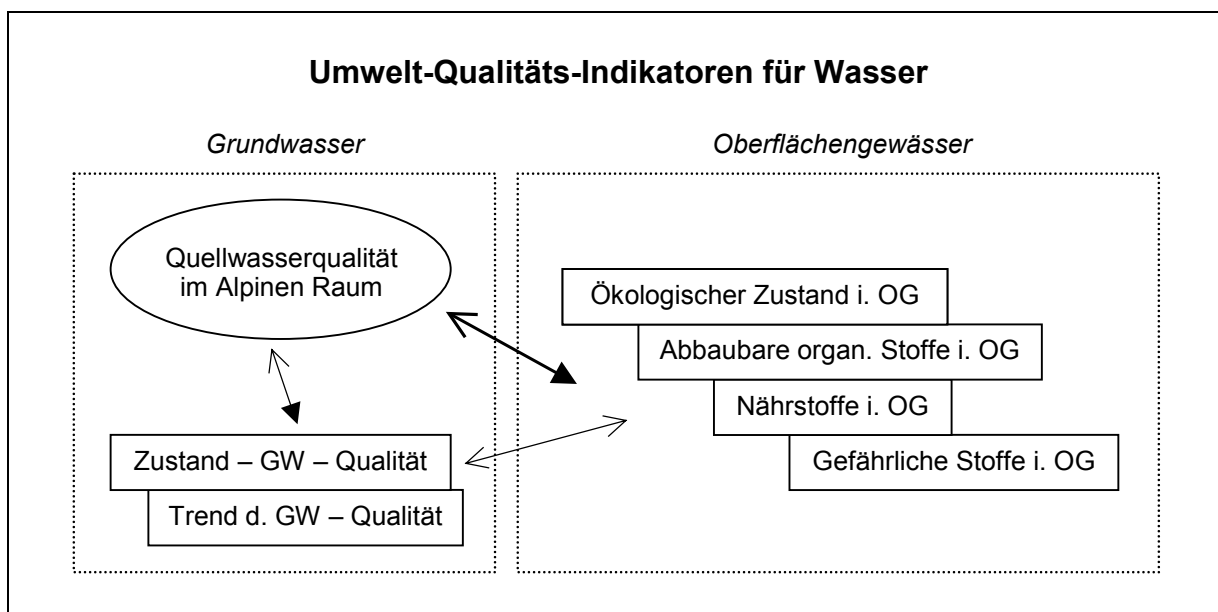 Umwelt-Qualitäts-Indikatoren für Wasser
Grundwasser
Oberflächengewässer
Quellwasserqualität
im Alpinen Raum
Zustand – GW – Qualität
Trend d. GW – Qualität
Ökologischer Zustand i. OG
Abbaubare organ. Stoffe i. OG
Nährstoffe i. OG
Gefährliche Stoffe i. OG